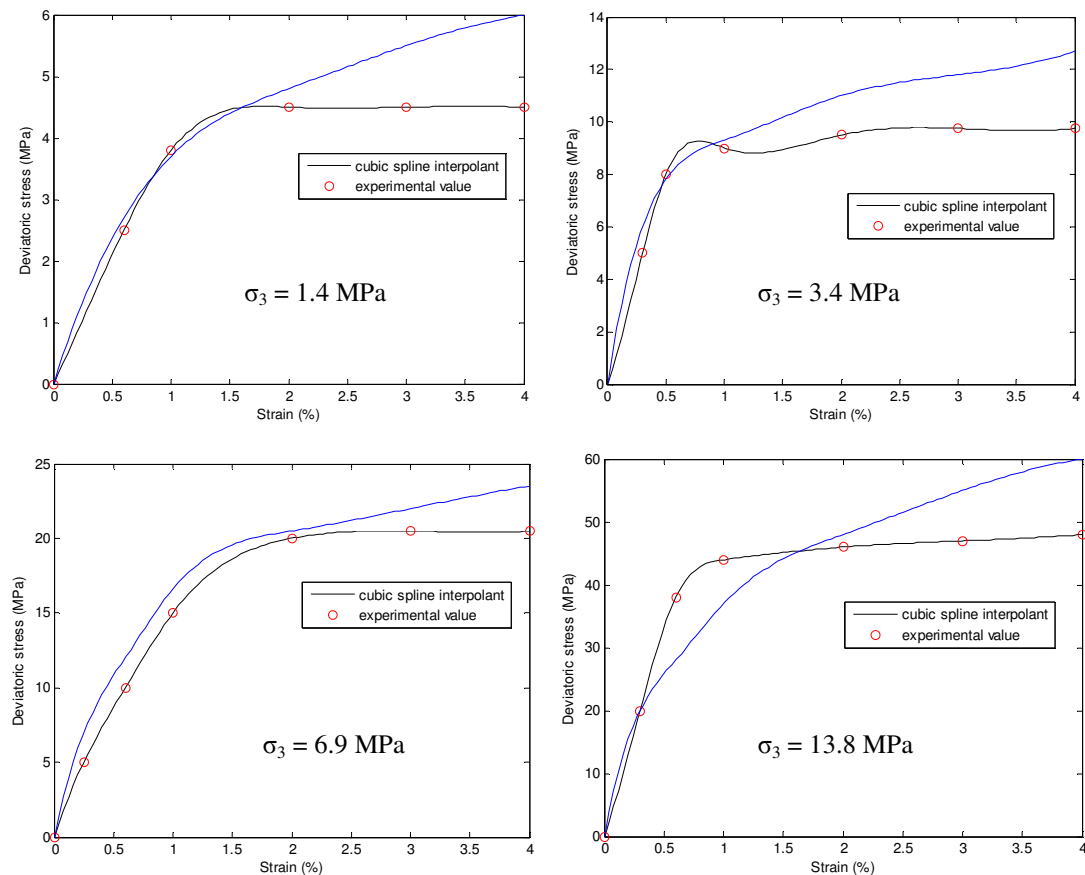 6
5
4
3
2
1
0
Deviatoric stress (MPa)
cubic spline interpolant
experimental value
σ3 = 1.4 MPa
0 0.5 1 1.5 2 2.5 3 3.5 4
Strain (%)
14
12
10
8
6
4
2
0
Deviatoric stress (MPa)
cubic spline interpolant
experimental value
σ3 = 3.4 MPa
0 0.5 1 1.5 2 2.5 3 3.5 4
Strain (%)
25
20
15
10
5
0
Deviatoric stress (MPa)
cubic spline interpolant
experimental value
σ3 = 6.9 MPa
0 0.5 1 1.5 2 2.5 3 3.5 4
Strain (%)
60
50
40
30
20
10
0
Deviatoric stress (MPa)
cubic spline interpolant
experimental value
σ3 = 13.8 MPa
0 0.5 1 1.5 2 2.5 3 3.5 4
Strain (%)